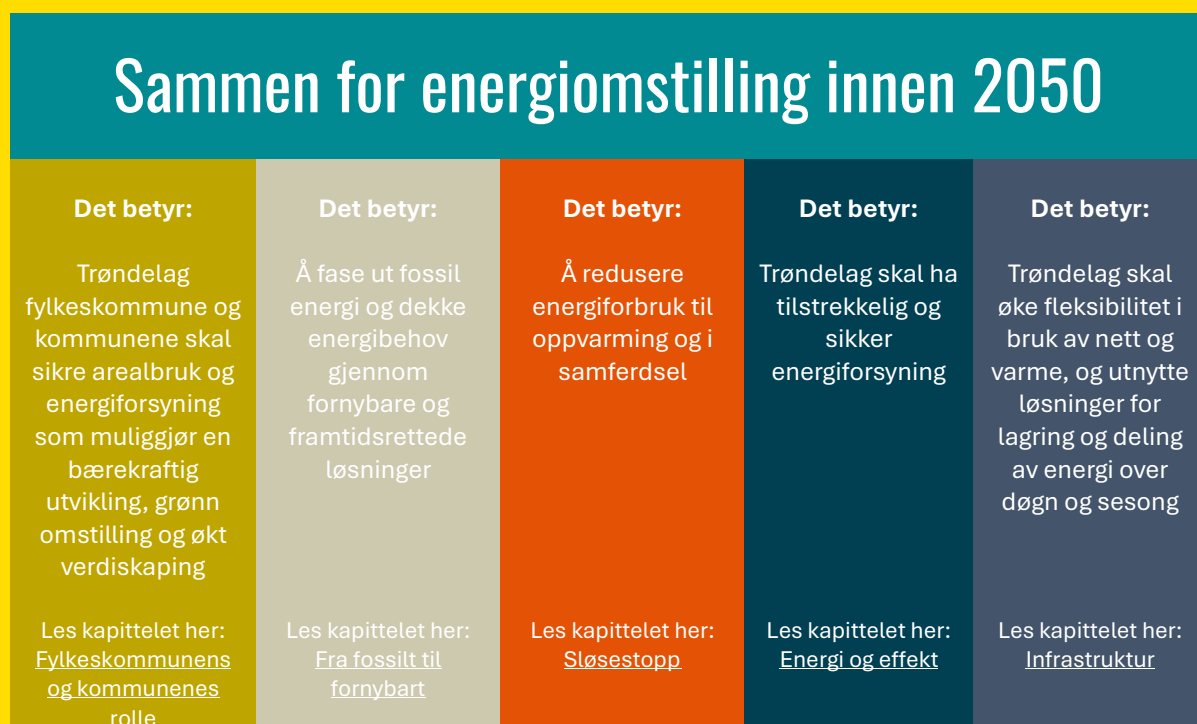 Sammen for energiomstilling innen 2050
Det betyr:
Trøndelag
fylkeskommune og
kommunene skal
sikre arealbruk og
energiforsyning
som muliggjør en
bærekraftig
utvikling, grønn
omstilling og økt
verdiskaping
Les kapittelet her:
Fylkeskommunens
og kommunenes
rolle
Det betyr:
Å fase ut fossil
energi og dekke
energibehov
gjennom
fornybare og
framtidsrettede
løsninger
Les kapittelet her:
Fra fossilt til
fornybart
Det betyr:
Å redusere
energiforbruk til
oppvarming og i
samferdsel
Les kapittelet her:
Sløsestopp
Det betyr:
Trøndelag skal ha
tilstrekkelig og
sikker
energiforsyning
Les kapittelet her:
Energi og effekt
Det betyr:
Trøndelag skal
øke fleksibilitet i
bruk av nett og
varme, og utnytte
løsninger for
lagring og deling
av energi over
døgn og sesong
Les kapittelet her:
Infrastruktur